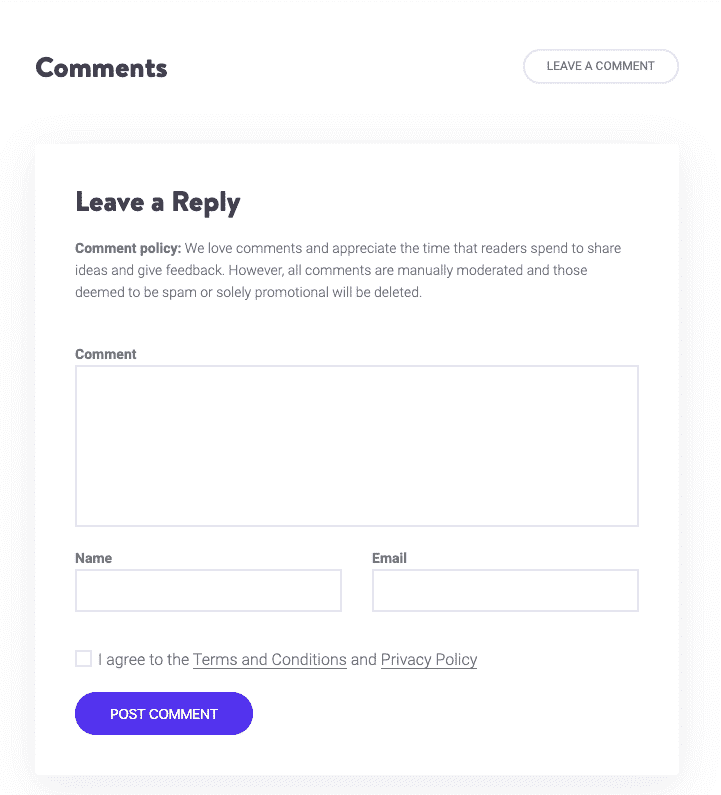 Comments
LEAVE A COMMENT
Leave a Reply
Comment policy: We love comments and appreciate the time that readers spend to share
ideas and give feedback. However, all comments are manually moderated and those
deemed to be spam or solely promotional will be deleted.
Comment
Name
Email
I agree to the Terms and Conditions and Privacy Policy
POST COMMENT